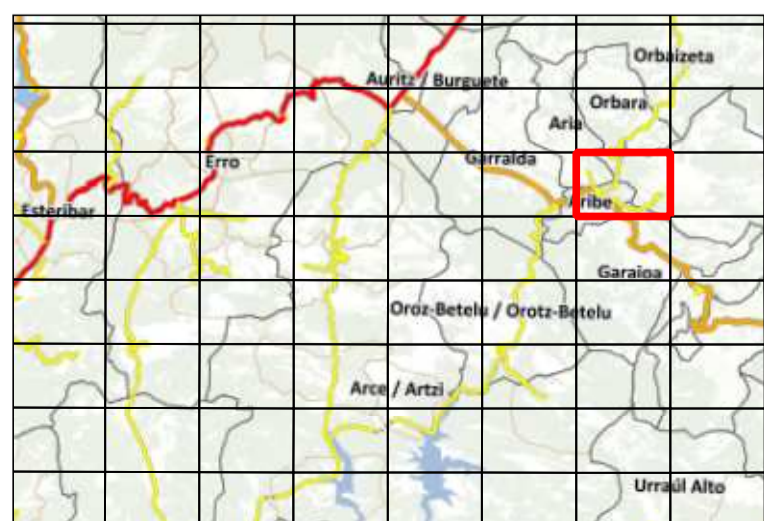 Orbaizeta
Auritz / Burguete
Orbara
Aria
Erro
Garralda
Esteribar
Aribe
Garaioa
Oroz-Betelu / Orotz-Betelu
Arce / Artzi
Urraúl Alto